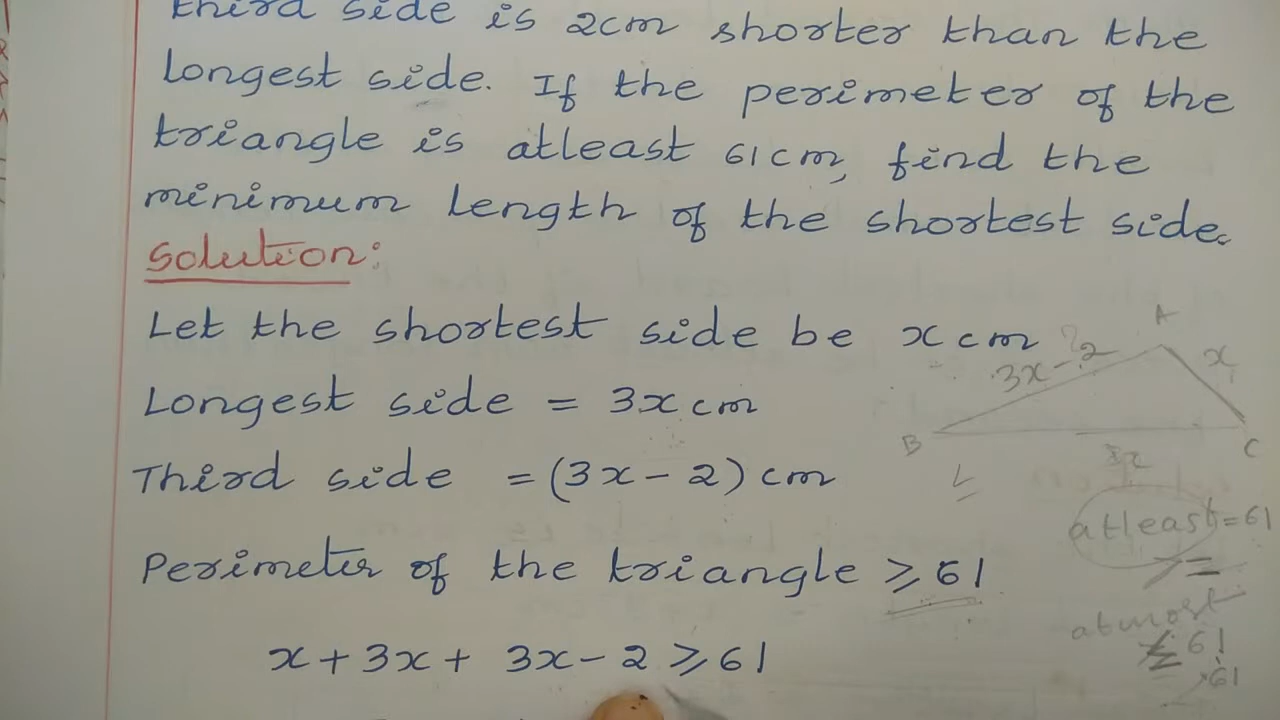 third side is 2cm shorter than the
longest side. If the perimeter of the
triangle is atleast 61cm, find the
minimum length of the shortest side.
Solution:
Let the shortest side be x cm
Longest side = 3x cm
Third side = (3x - 2) cm
Perimeter of the triangle ≥ 61
x + 3x + 3x - 2 ≥ 61
A
3x - 2
x
B
C
3x
L
atleast = 61
≥
atmost
≤ 61
61